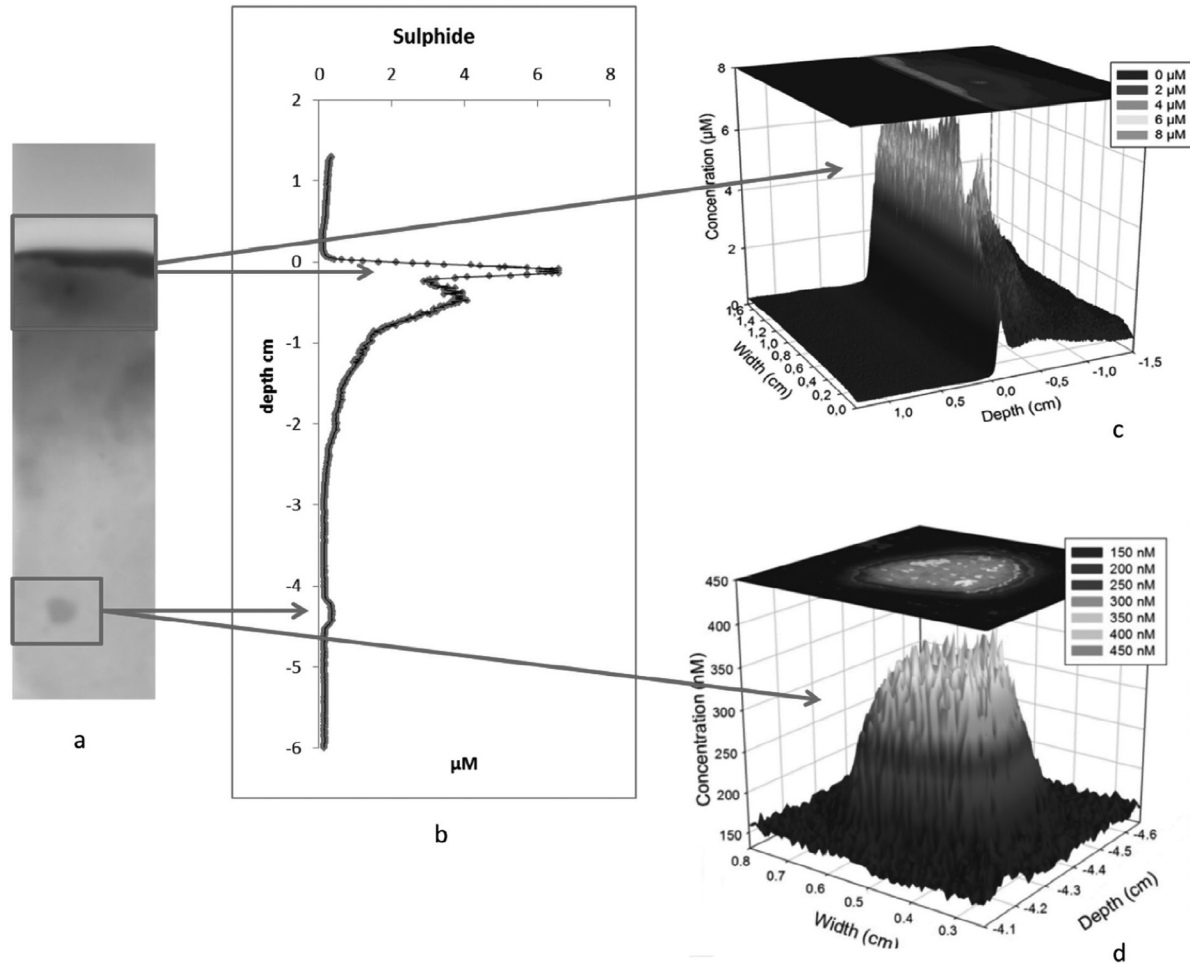 Sulphide
0 2 4 6 8
2
1
0
-1
-2
-3
-4
-5
-6
depth cm
µM
a
b
8
6
4
2
0
Concentration (µM)
1,6
1,4
1,2
1,0
0,8
0,6
0,4
0,2
0,0
Width (cm)
1,0
0,5
0,0
-0,5
-1,0
-1,5
Depth (cm)
0 µM
2 µM
4 µM
6 µM
8 µM
c
450
400
350
300
250
200
150
Concentration (nM)
0.8
0.7
0.6
0.5
0.4
0.3
Width (cm)
-4.1
-4.2
-4.3
-4.4
-4.5
-4.6
Depth (cm)
150 nM
200 nM
250 nM
300 nM
350 nM
400 nM
450 nM
d